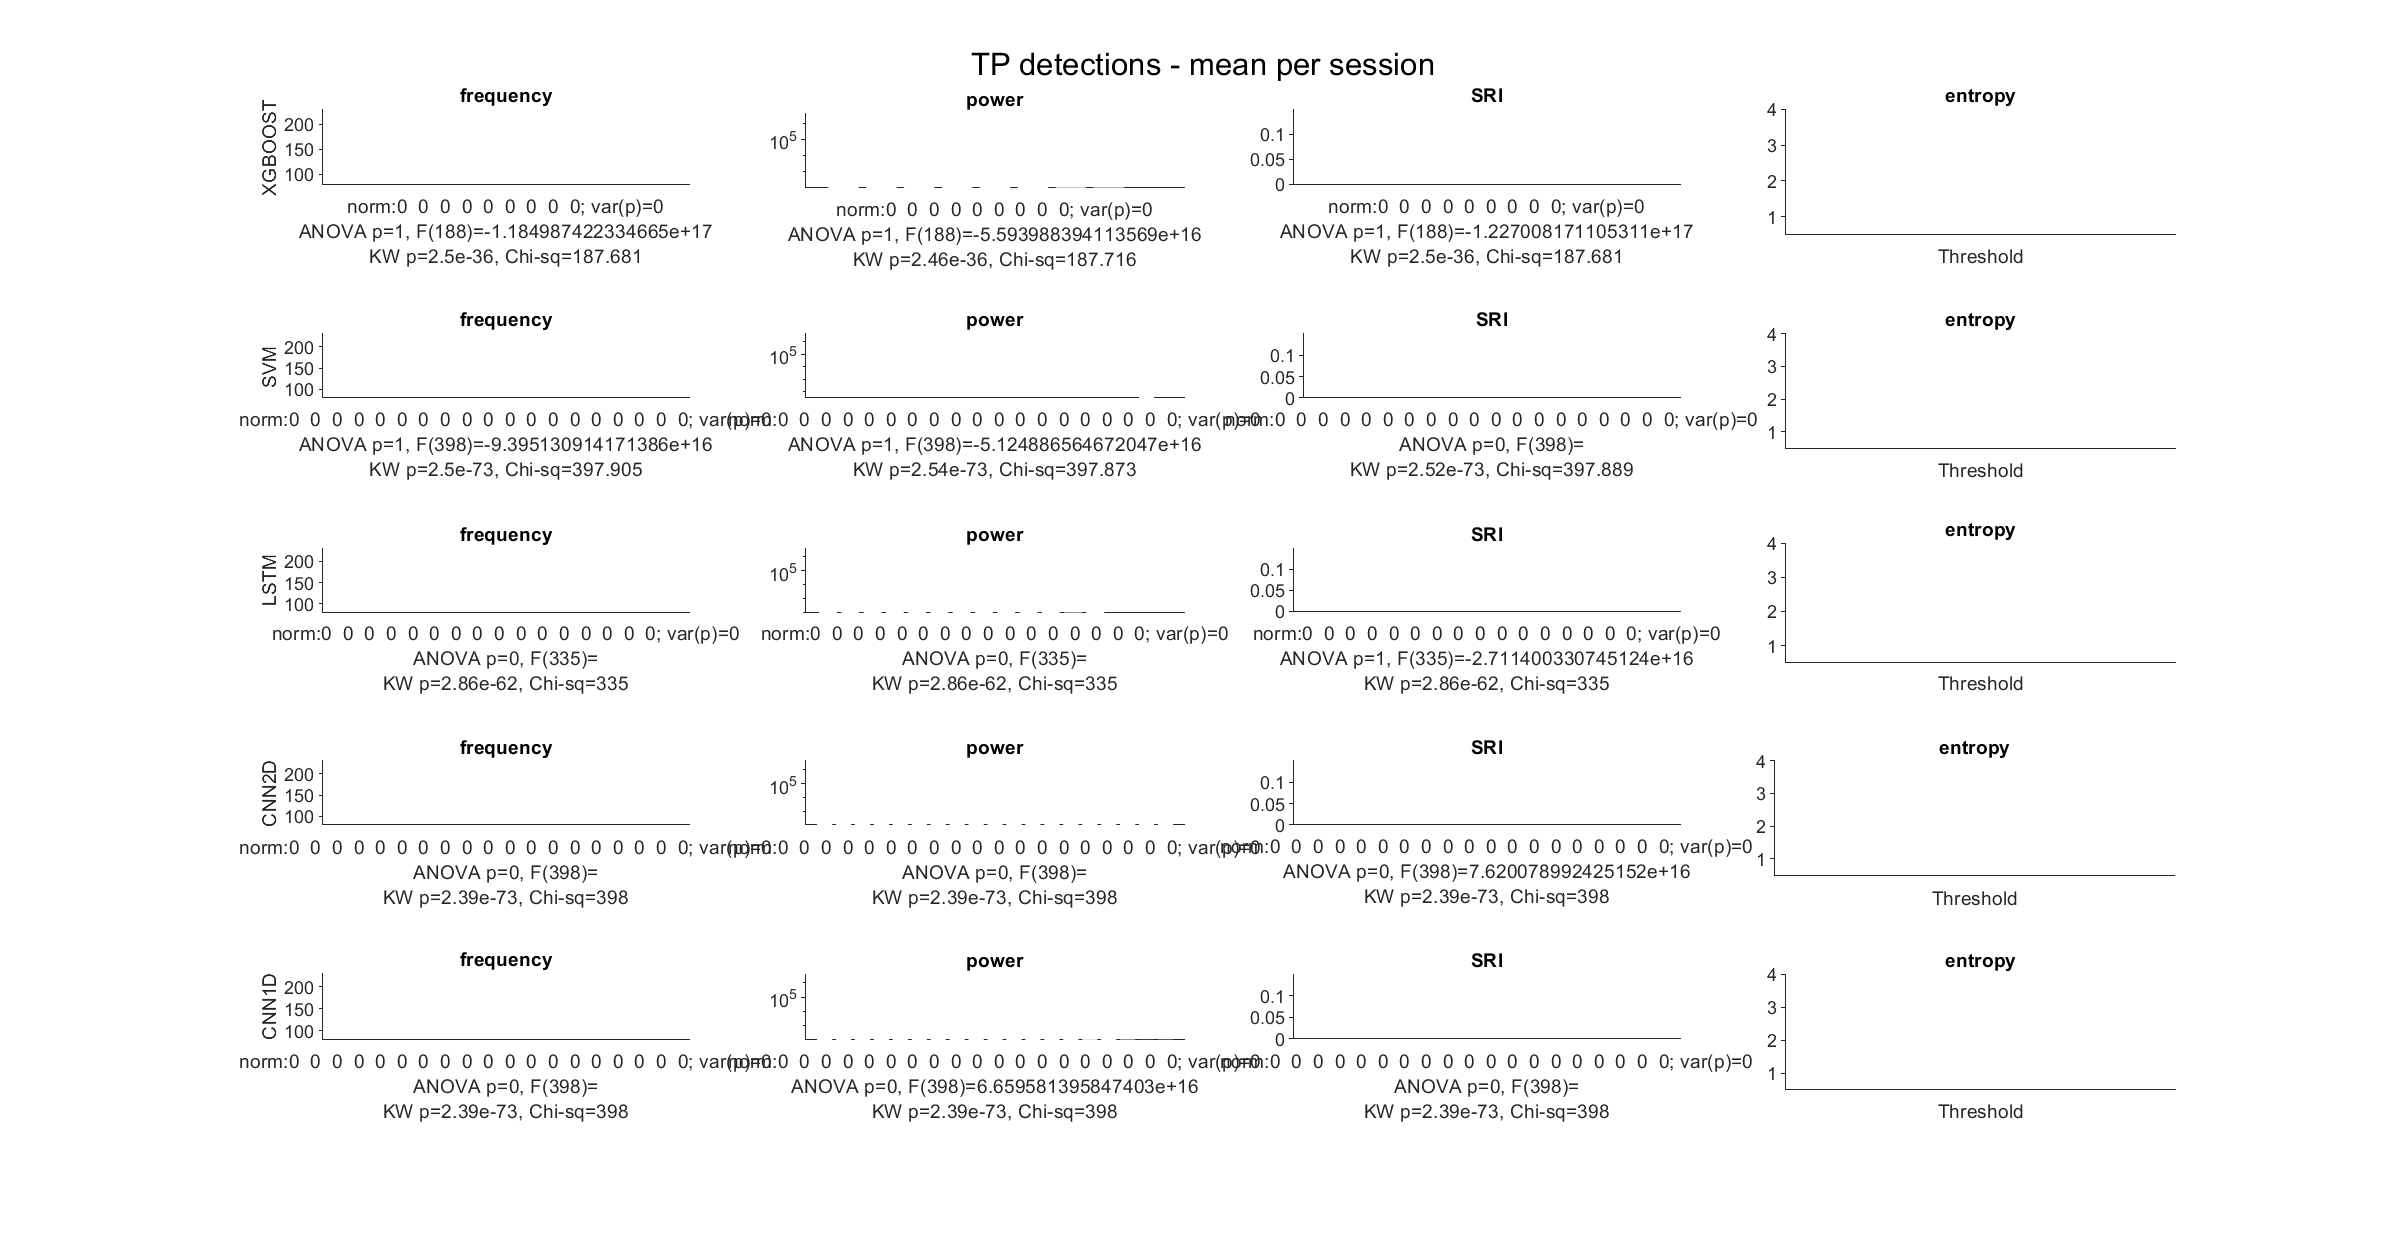 TP detections - mean per session
frequency
power
SRI
entropy
XGBOOST
200
150
100
10^5
0.1
0.05
0
4
3
2
1
norm:0 0 0 0 0 0 0 0 0; var(p)=0
ANOVA p=1, F(188)=-1.184987422334665e+17
KW p=2.5e-36, Chi-sq=187.681
norm:0 0 0 0 0 0 0 0 0; var(p)=0
ANOVA p=1, F(188)=-5.593988394113569e+16
KW p=2.46e-36, Chi-sq=187.716
norm:0 0 0 0 0 0 0 0 0; var(p)=0
ANOVA p=1, F(188)=-1.227008171105311e+17
KW p=2.5e-36, Chi-sq=187.681
Threshold
frequency
power
SRI
entropy
SVM
200
150
100
10^5
0.1
0.05
0
4
3
2
1
norm:0 0 0 0 0 0 0 0 0 0 0 0 0 0 0 0 0 0 0; var(p)=0
ANOVA p=1, F(398)=-9.395130914171386e+16
KW p=2.5e-73, Chi-sq=397.905
norm:0 0 0 0 0 0 0 0 0 0 0 0 0 0 0 0 0 0 0; var(p)=0
ANOVA p=1, F(398)=-5.124886564672047e+16
KW p=2.54e-73, Chi-sq=397.873
norm:0 0 0 0 0 0 0 0 0 0 0 0 0 0 0 0 0 0 0; var(p)=0
ANOVA p=0, F(398)=
KW p=2.52e-73, Chi-sq=397.889
Threshold
frequency
power
SRI
entropy
LSTM
200
150
100
10^5
0.1
0.05
0
4
3
2
1
norm:0 0 0 0 0 0 0 0 0 0 0 0 0 0 0 0; var(p)=0
ANOVA p=0, F(335)=
KW p=2.86e-62, Chi-sq=335
norm:0 0 0 0 0 0 0 0 0 0 0 0 0 0 0 0; var(p)=0
ANOVA p=0, F(335)=
KW p=2.86e-62, Chi-sq=335
norm:0 0 0 0 0 0 0 0 0 0 0 0 0 0 0 0; var(p)=0
ANOVA p=1, F(335)=-2.711400330745124e+16
KW p=2.86e-62, Chi-sq=335
Threshold
frequency
power
SRI
entropy
CNN2D
200
150
100
10^5
0.1
0.05
0
4
3
2
1
norm:0 0 0 0 0 0 0 0 0 0 0 0 0 0 0 0 0 0 0; var(p)=0
ANOVA p=0, F(398)=
KW p=2.39e-73, Chi-sq=398
norm:0 0 0 0 0 0 0 0 0 0 0 0 0 0 0 0 0 0 0; var(p)=0
ANOVA p=0, F(398)=
KW p=2.39e-73, Chi-sq=398
norm:0 0 0 0 0 0 0 0 0 0 0 0 0 0 0 0 0 0 0; var(p)=0
ANOVA p=0, F(398)=7.620078992425152e+16
KW p=2.39e-73, Chi-sq=398
Threshold
frequency
power
SRI
entropy
CNN1D
200
150
100
10^5
0.1
0.05
0
4
3
2
1
norm:0 0 0 0 0 0 0 0 0 0 0 0 0 0 0 0 0 0 0; var(p)=0
ANOVA p=0, F(398)=
KW p=2.39e-73, Chi-sq=398
norm:0 0 0 0 0 0 0 0 0 0 0 0 0 0 0 0 0 0 0; var(p)=0
ANOVA p=0, F(398)=6.659581395847403e+16
KW p=2.39e-73, Chi-sq=398
norm:0 0 0 0 0 0 0 0 0 0 0 0 0 0 0 0 0 0 0; var(p)=0
ANOVA p=0, F(398)=
KW p=2.39e-73, Chi-sq=398
Threshold